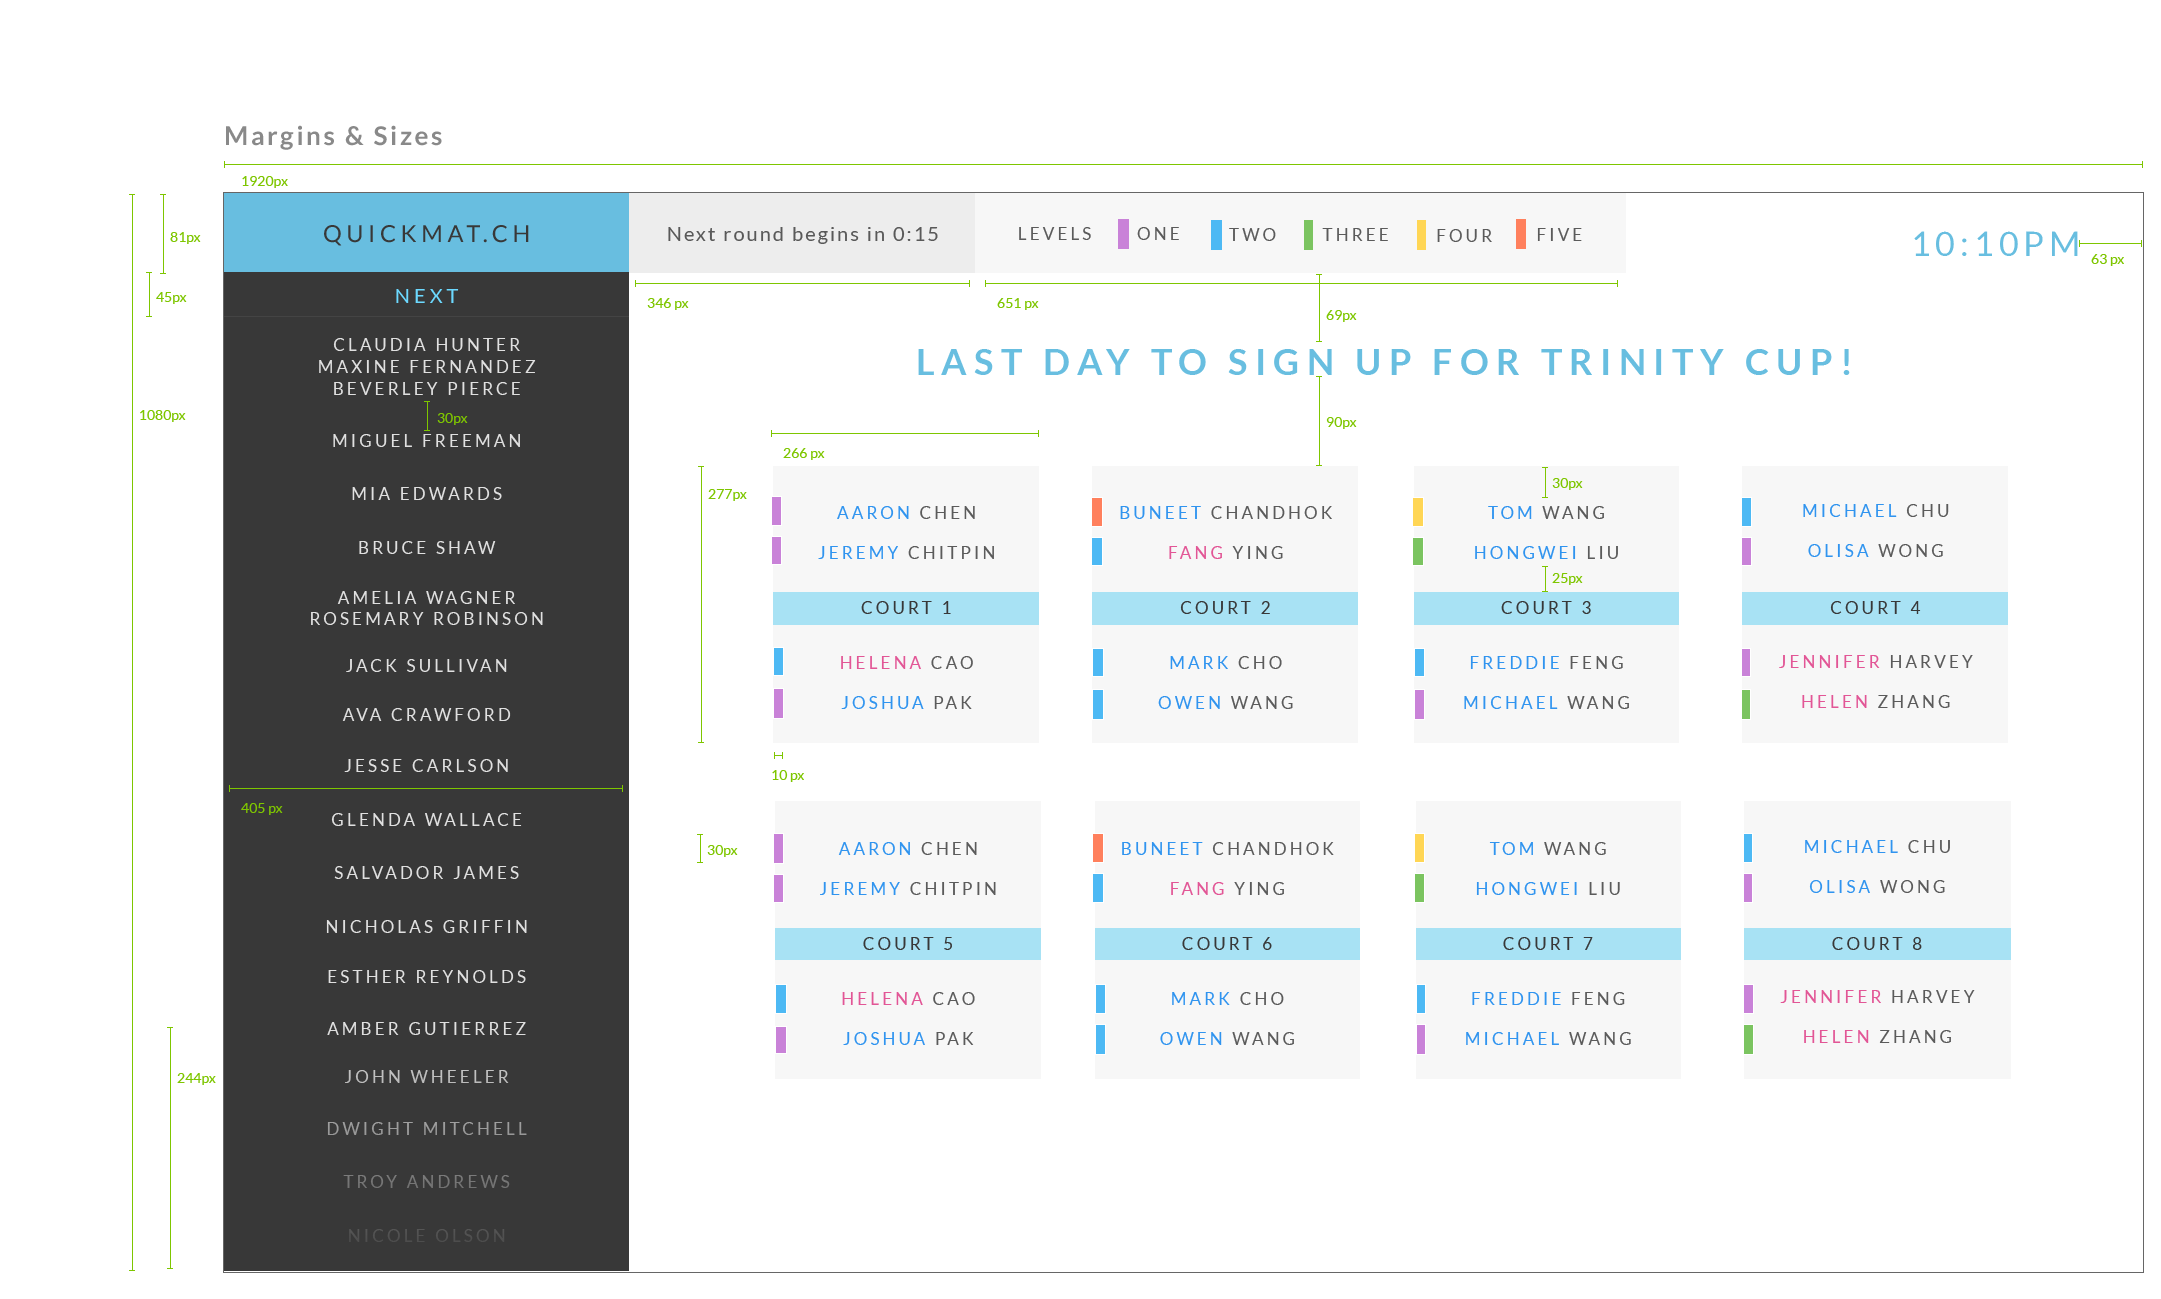 Margins & Sizes
1920px
81px
45px
1080px
244px
QUICKMAT.CH
Next round begins in 0:15
LEVELS ONE TWO THREE FOUR FIVE
10:10PM
63 px
346 px
651 px
69px
NEXT
CLAUDIA HUNTER
MAXINE FERNANDEZ
BEVERLEY PIERCE
30px
MIGUEL FREEMAN
MIA EDWARDS
BRUCE SHAW
AMELIA WAGNER
ROSEMARY ROBINSON
JACK SULLIVAN
AVA CRAWFORD
JESSE CARLSON
405 px
GLENDA WALLACE
SALVADOR JAMES
NICHOLAS GRIFFIN
ESTHER REYNOLDS
AMBER GUTIERREZ
JOHN WHEELER
DWIGHT MITCHELL
TROY ANDREWS
NICOLE OLSON
LAST DAY TO SIGN UP FOR TRINITY CUP!
90px
266 px
277px
AARON CHEN
JEREMY CHITPIN
COURT 1
HELENA CAO
JOSHUA PAK
10 px
BUNEET CHANDHOK
FANG YING
COURT 2
MARK CHO
OWEN WANG
30px
TOM WANG
HONGWEI LIU
25px
COURT 3
FREDDIE FENG
MICHAEL WANG
MICHAEL CHU
OLISA WONG
COURT 4
JENNIFER HARVEY
HELEN ZHANG
30px
AARON CHEN
JEREMY CHITPIN
COURT 5
HELENA CAO
JOSHUA PAK
BUNEET CHANDHOK
FANG YING
COURT 6
MARK CHO
OWEN WANG
TOM WANG
HONGWEI LIU
COURT 7
FREDDIE FENG
MICHAEL WANG
MICHAEL CHU
OLISA WONG
COURT 8
JENNIFER HARVEY
HELEN ZHANG